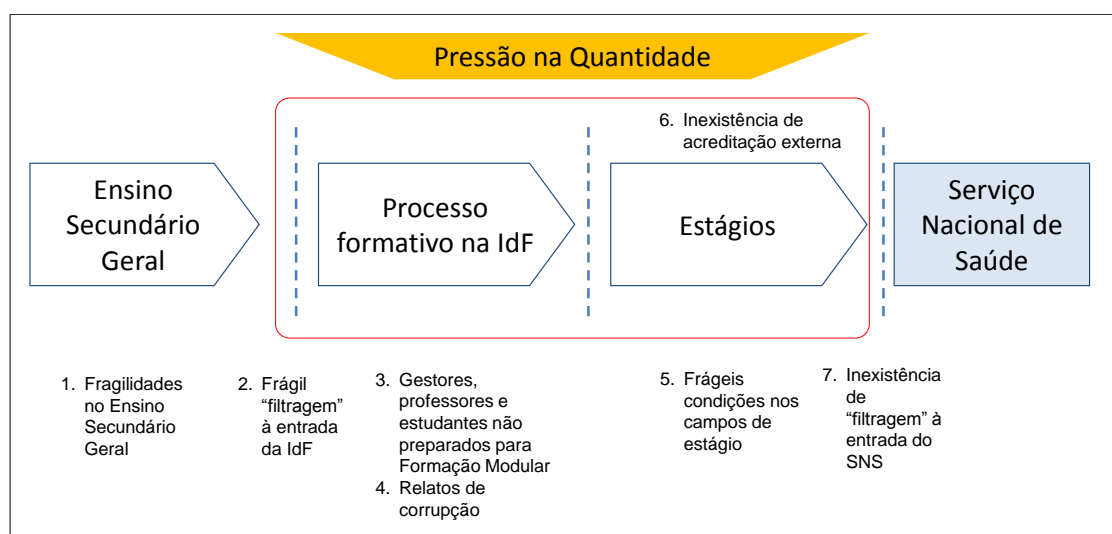 Pressão na Quantidade
6. Inexistência de
acreditação externa
Ensino
Secundário
Geral
Processo
formativo na IdF
Estágios
Serviço
Nacional de
Saúde
1. Fragilidades
no Ensino
Secundário
Geral
2. Frágil
“filtragem”
à entrada
da IdF
3. Gestores,
professores e
estudantes não
preparados para
Formação Modular
4. Relatos de
corrupção
5. Frágeis
condições nos
campos de
estágio
7. Inexistência
de
“filtragem” à
entrada do
SNS